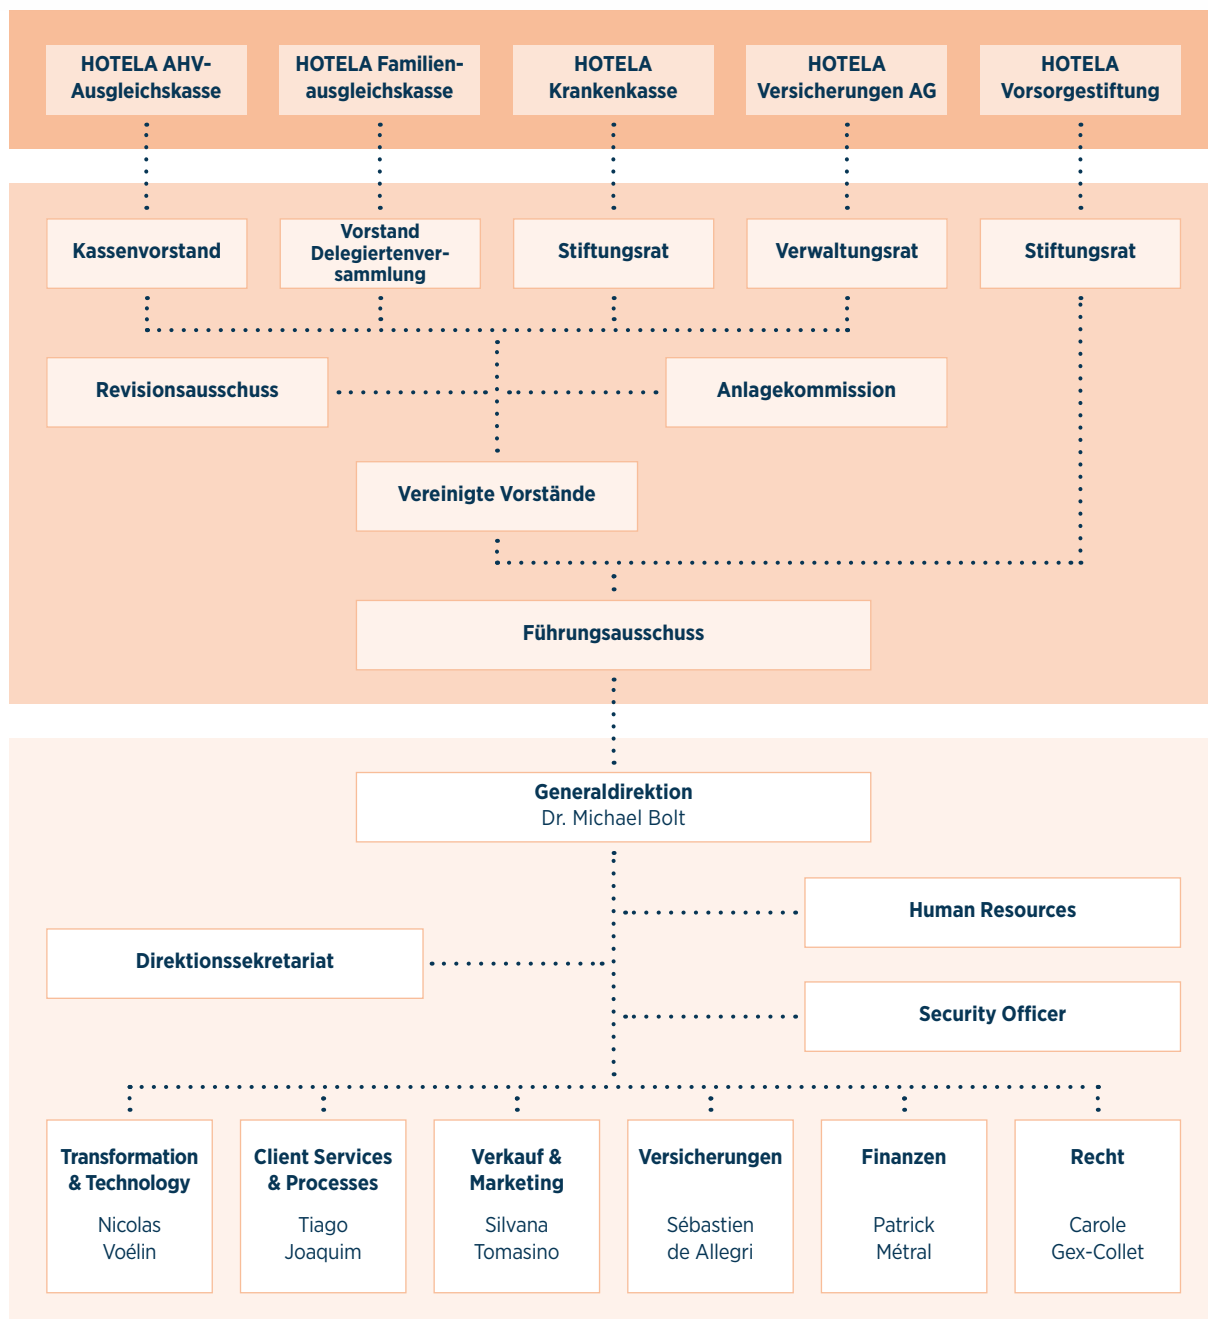 HOTELA AHV-
Ausgleichskasse
HOTELA Familien-
ausgleichskasse
HOTELA
Krankenkasse
HOTELA
Versicherungen AG
HOTELA
Vorsorgestiftung
Kassenvorstand
Vorstand
Delegiertenver-
sammlung
Stiftungsrat
Verwaltungsrat
Stiftungsrat
Revisionsausschuss
Anlagekommission
Vereinigte Vorstände
Führungsausschuss
Generaldirektion
Dr. Michael Bolt
Human Resources
Direktionssekretariat
Security Officer
Transformation
& Technology
Nicolas
Voélin
Client Services
& Processes
Tiago
Joaquim
Verkauf &
Marketing
Silvana
Tomasino
Versicherungen
Sébastien
de Allegri
Finanzen
Patrick
Métral
Recht
Carole
Gex-Collet